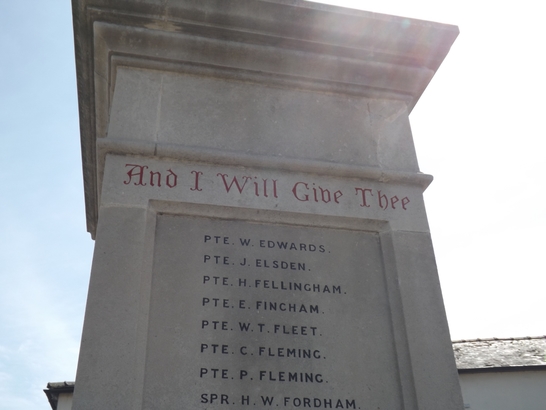 And I Will Give Thee
PTE. W. EDWARDS.
PTE. J. ELSDEN.
PTE. H. FELLINGHAM.
PTE. E. FINCHAM.
PTE. W. T. FLEET.
PTE. C. FLEMING.
PTE. P. FLEMING.
SPR. H. W. FORDHAM.